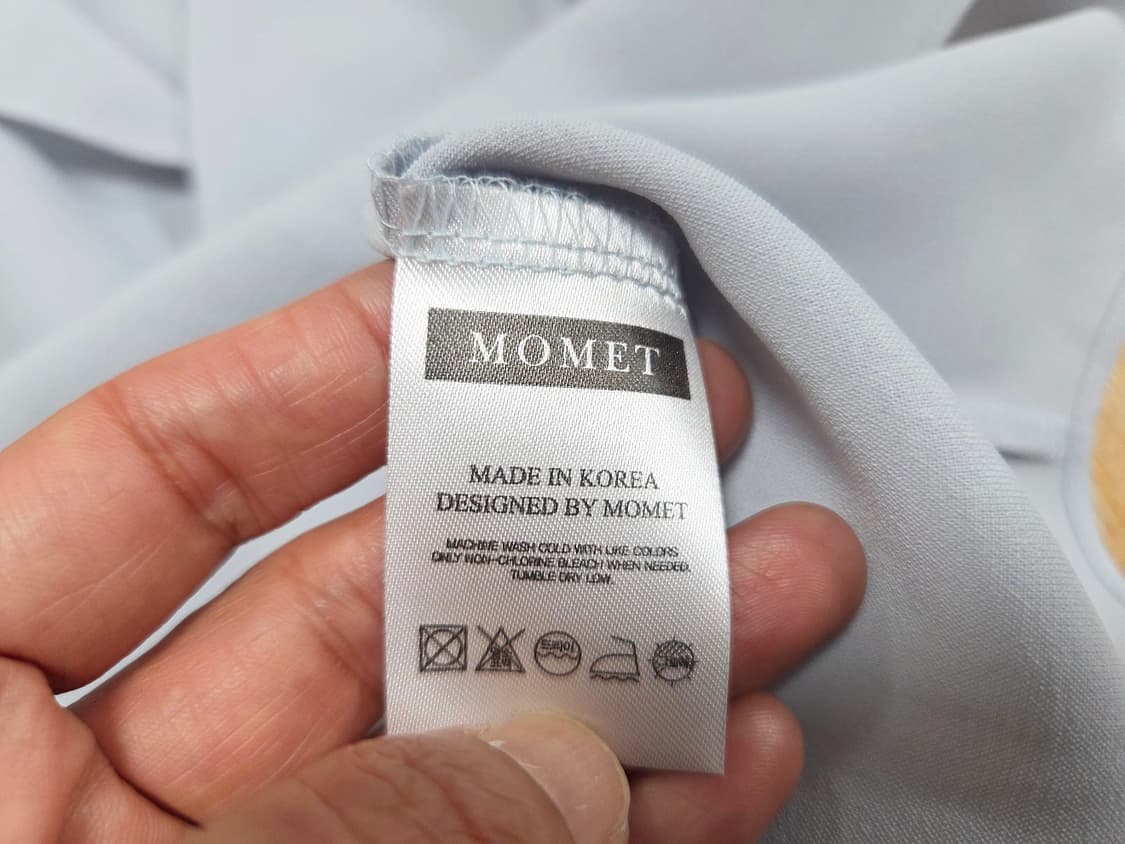 MOMET
MADE IN KOREA
DESIGNED BY MOMET
MACHINE WASH COLD WITH LIKE COLORS
ONLY NON-CHLORINE BLEACH WHEN NEEDED.
TUMBLE DRY LOW.